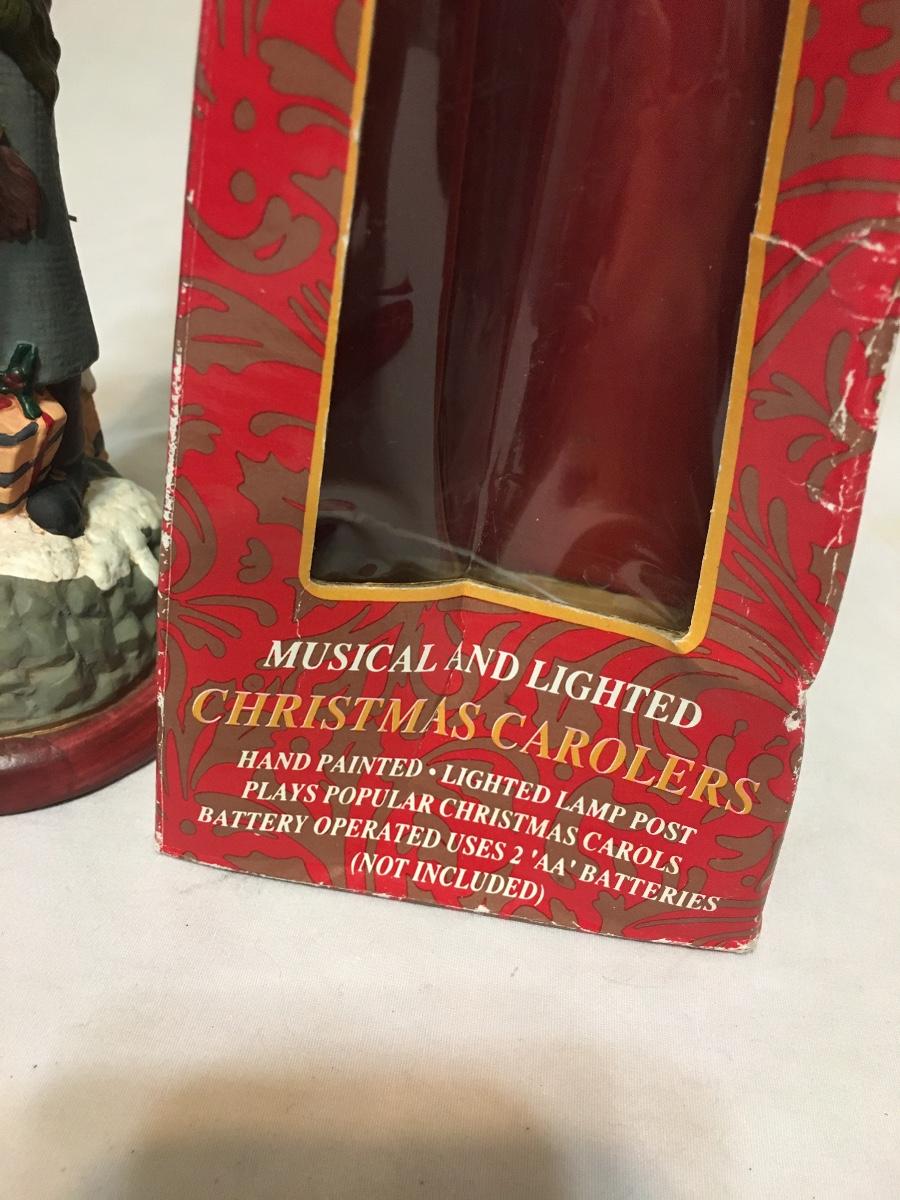 MUSICAL AND LIGHTED
CHRISTMAS CAROLERS
HAND PAINTED • LIGHTED LAMP POST
PLAYS POPULAR CHRISTMAS CAROLS
BATTERY OPERATED USES 2 'AA' BATTERIES
(NOT INCLUDED)